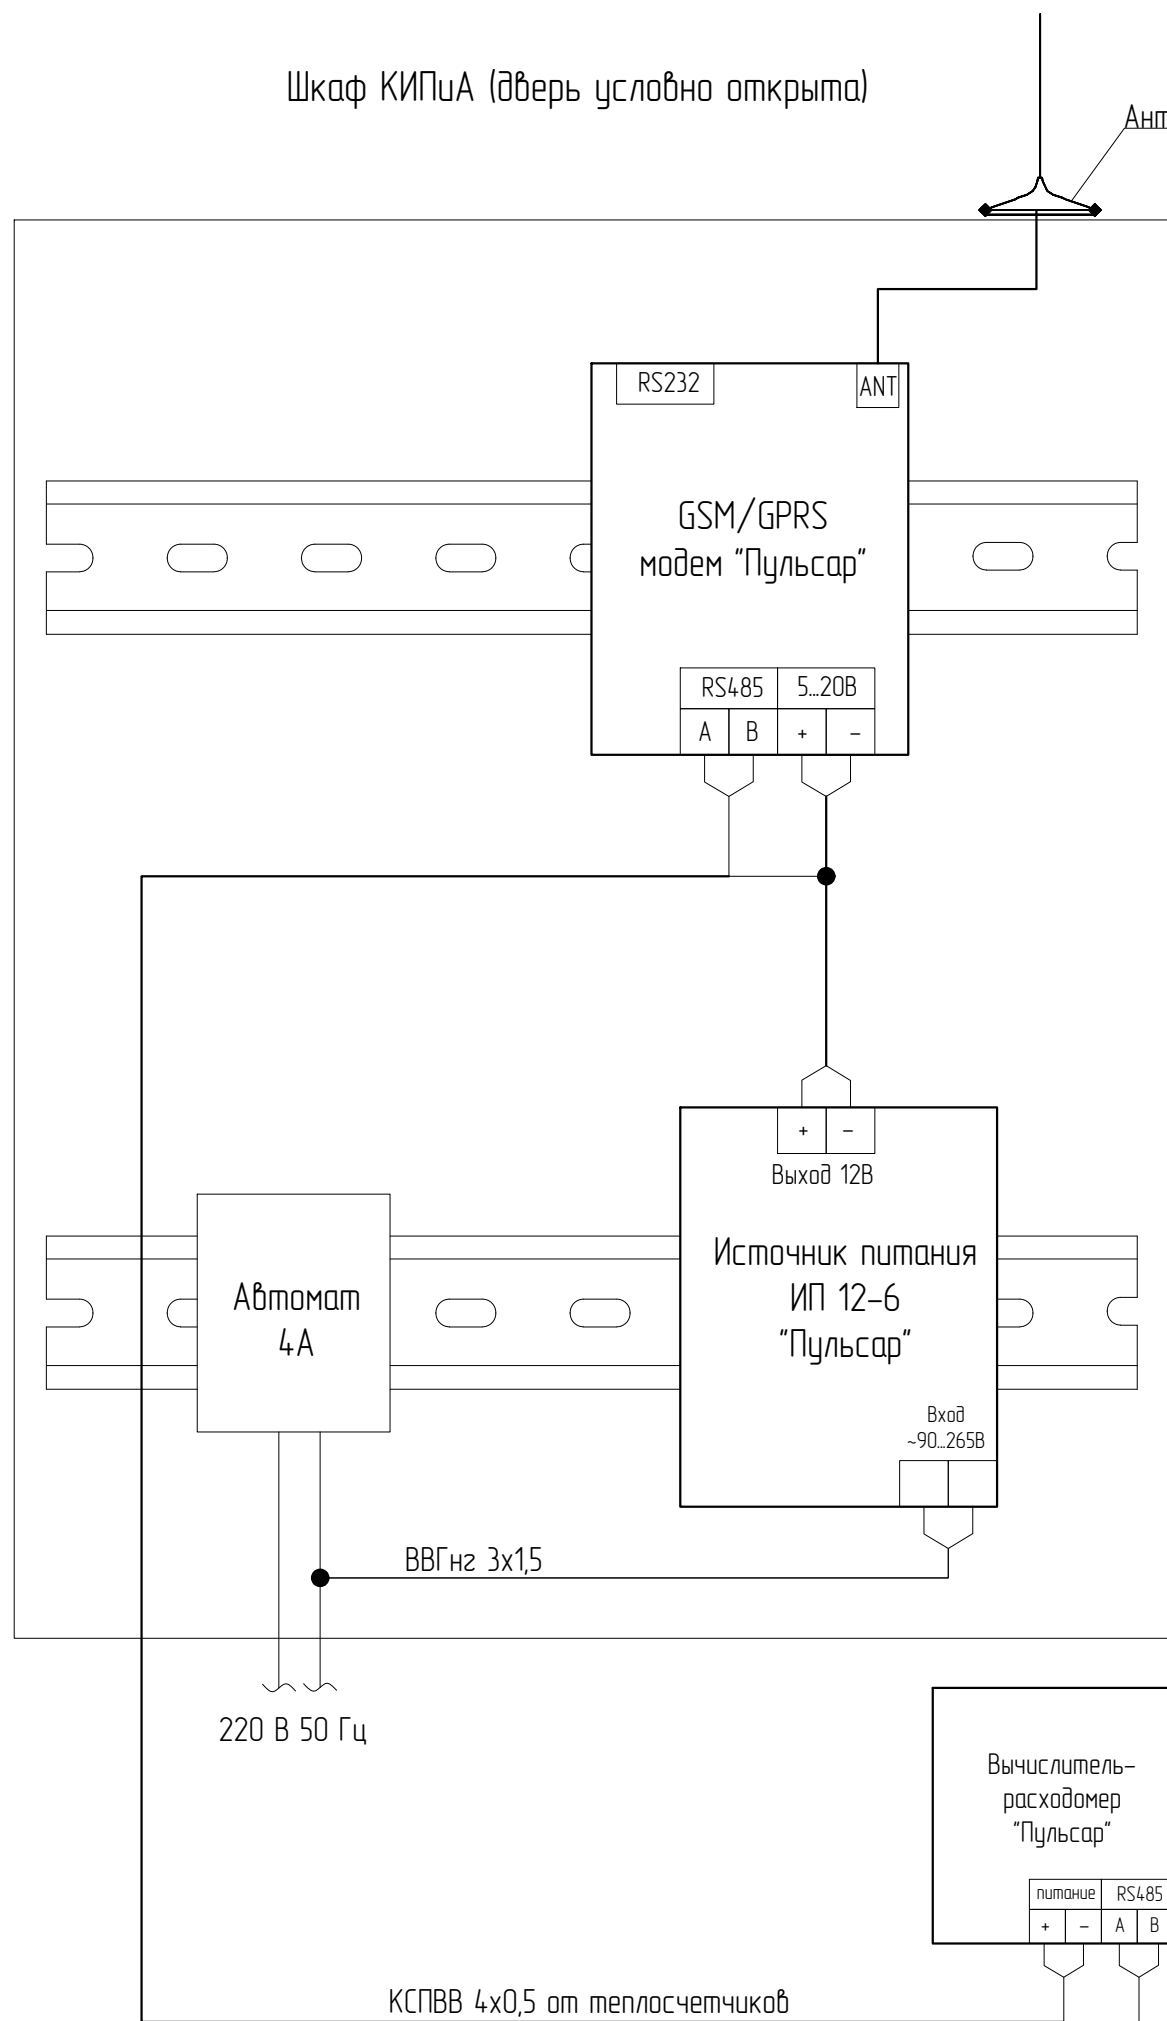 Шкаф КИПиА (дверь условно открыта)
RS232
ANT
GSM/GPRS
модем "Пульсар"
RS485 5...20В
A B + -
+ -
Выход 12В
Источник питания
ИП 12-6
"Пульсар"
Автомат
4А
Вход
~90...265В
ВВГнг 3х1,5
220 В 50 Гц
Вычислитель-
расходомер
"Пульсар"
питание RS485
+ - A B
КСПВВ 4х0,5 от теплосчетчиков